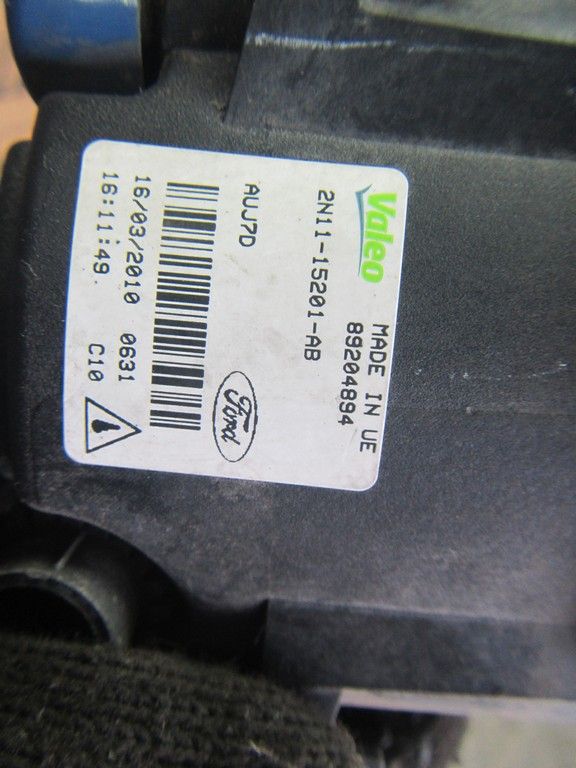 Valeo MADE IN UE
89204894
2N11-15201-AB
AUJ7D
Ford
16/03/2010 0631
16:11:49. C10